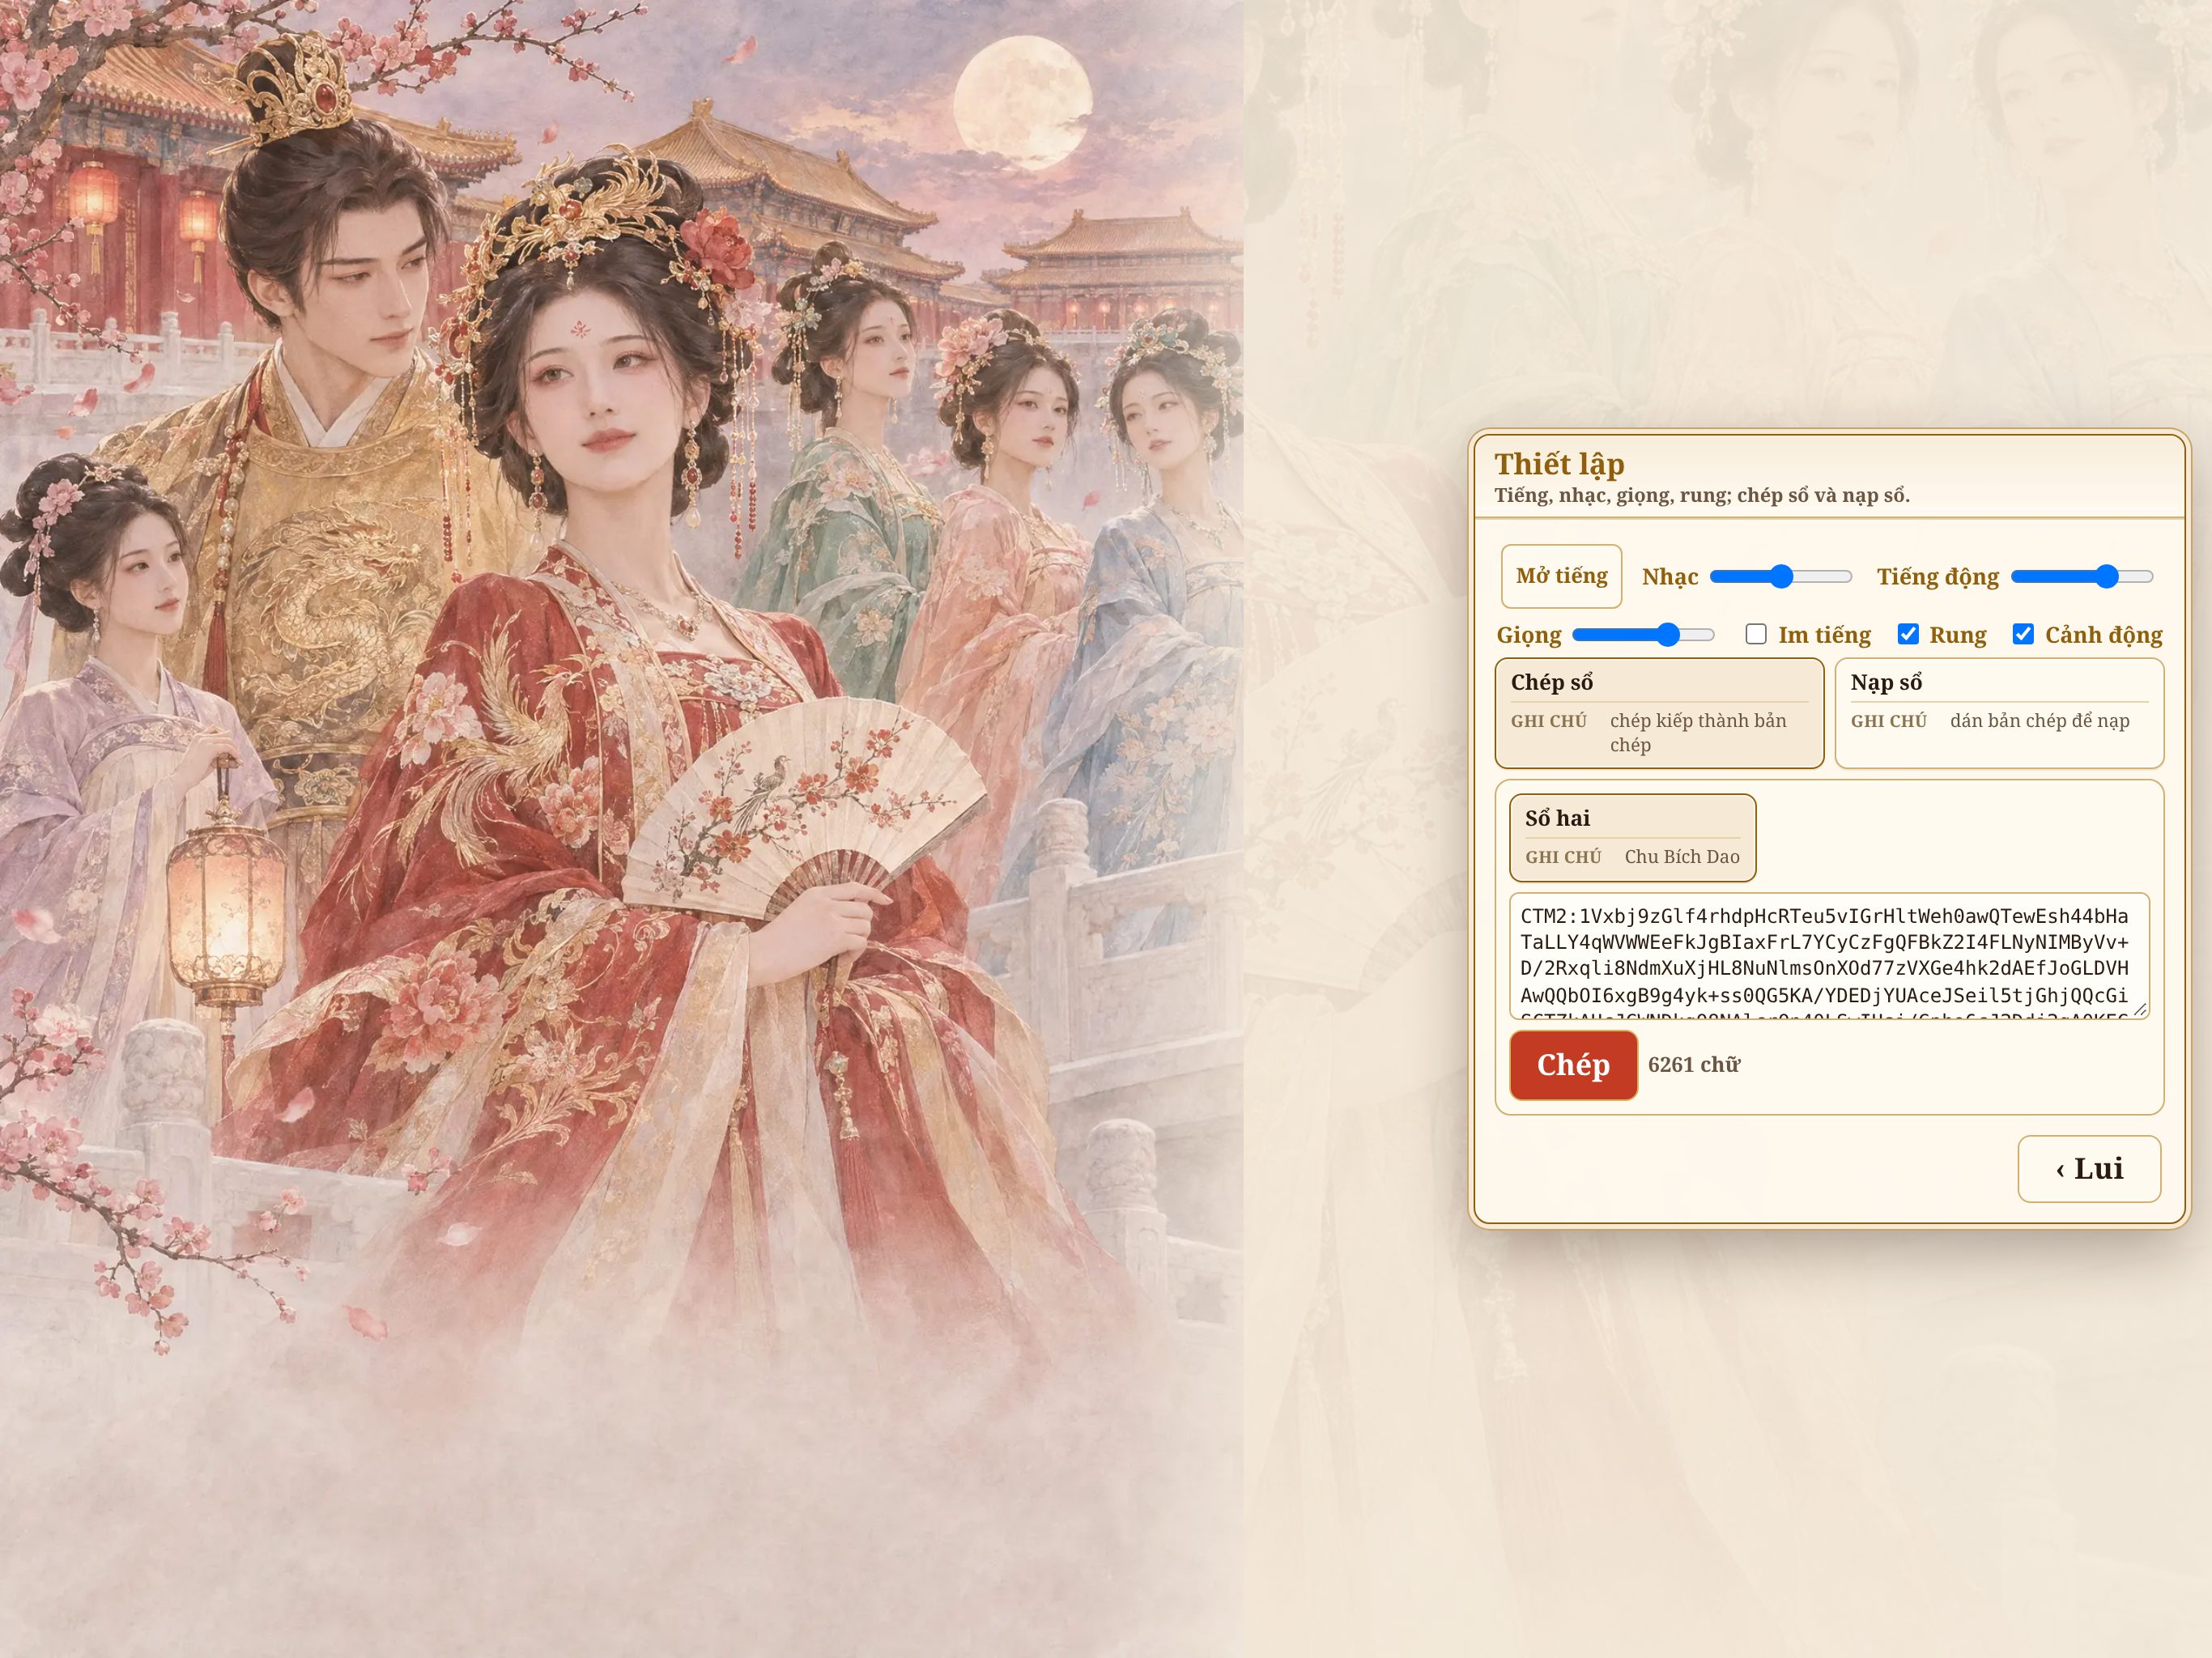 Thiết lập
Tiếng, nhạc, giọng, rung; chép sổ và nạp sổ.
Mở tiếng Nhạc Tiếng động
Giọng Im tiếng Rung Cảnh động
Chép sổ
GHI CHÚ chép kiếp thành bản
chép
Nạp sổ
GHI CHÚ dán bản chép để nạp
Sổ hai
GHI CHÚ Chu Bích Dao
CTM2:1Vxbj9zGlf4rhdpHcRTeu5vIGrHltWeh0awQTewEsh44bHa
TaLLY4qWVWWEeFkJgBIaxFrL7YCyCzFgQFBkZ2I4FLNyNIMByVv+
D/2Rxqli8NdmXuXjHL8NuNlmsOnXOd77zVXGe4hk2dAEfJoGLDVH
AwQQbOI6xgB9g4yk+ss0QG5KA/YDEDjYUAceJSeil5tjGhjQQcGi
Chép 6261 chữ
‹ Lui